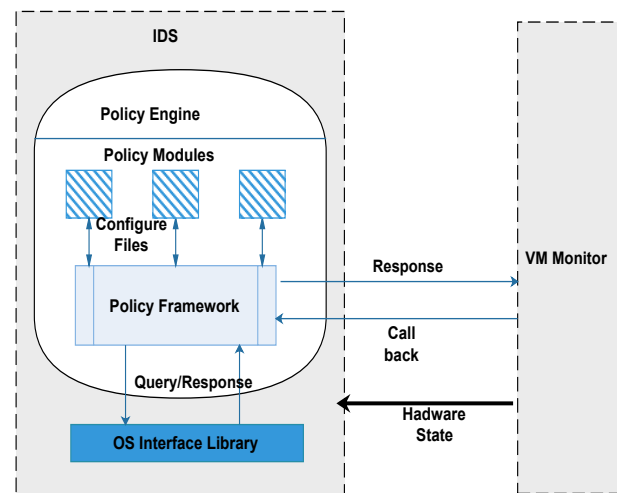 IDS
Policy Engine
Policy Modules
Configure
Files
Policy Framework
Response
VM Monitor
Call
back
Query/Response
Hadware
State
OS Interface Library